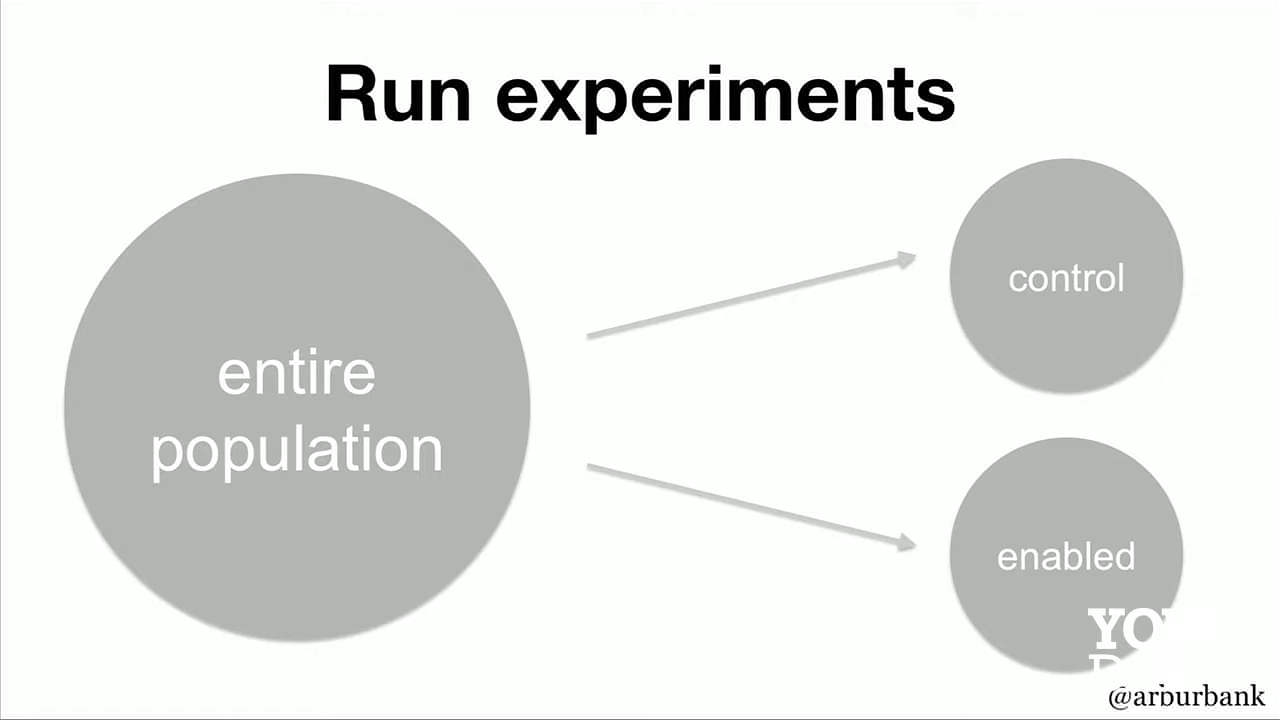 Run experiments
entire
population
control
enabled
@arburbank